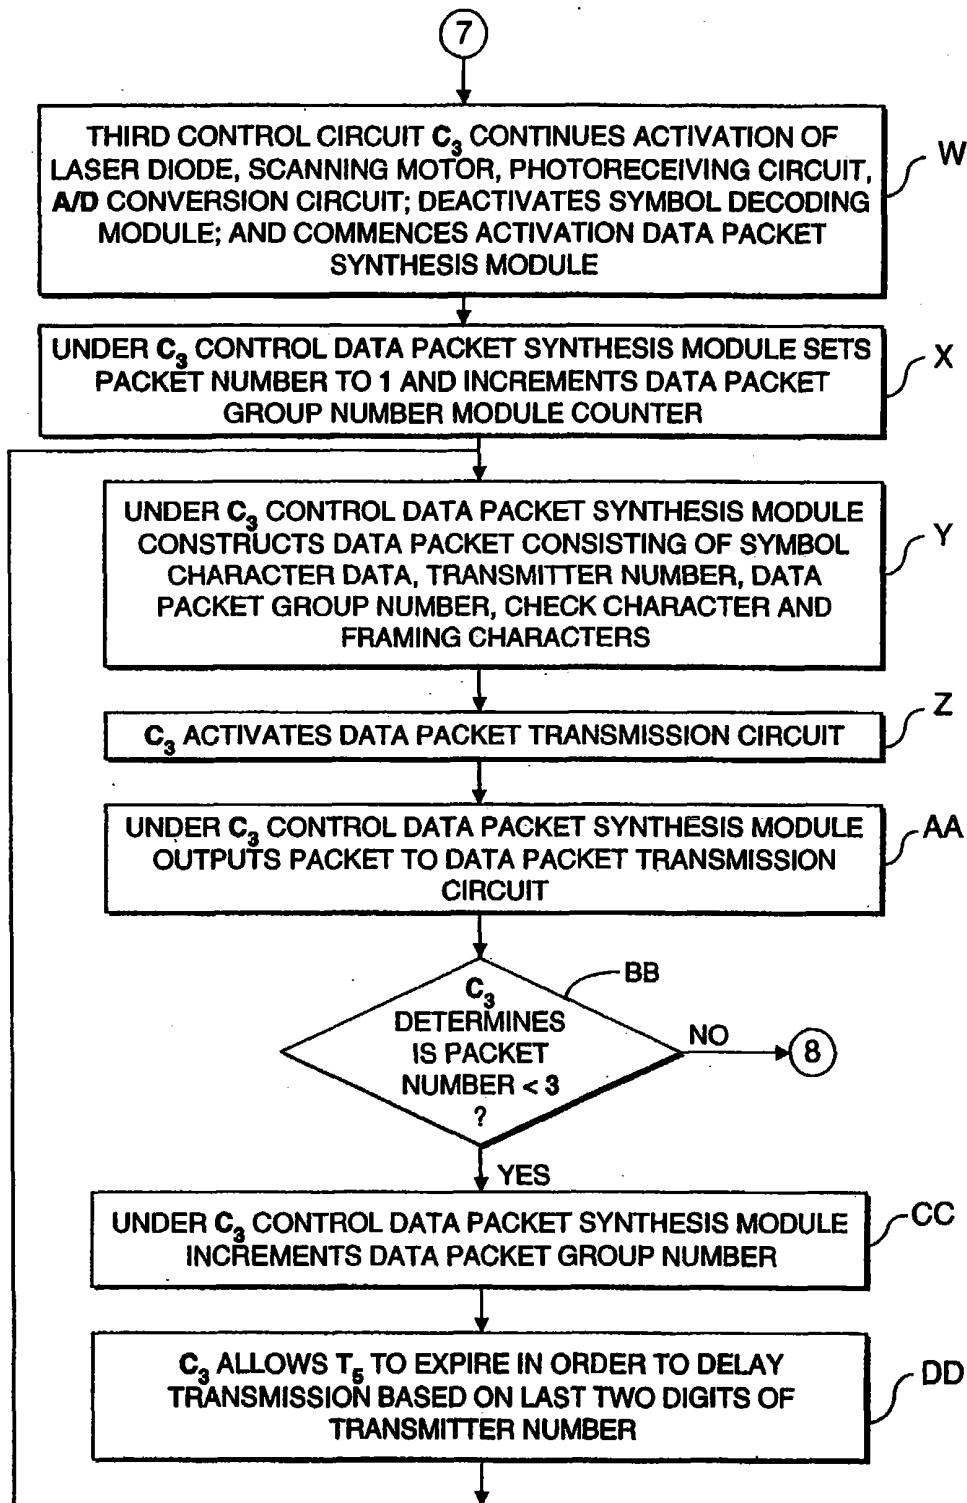 7
THIRD CONTROL CIRCUIT C3 CONTINUES ACTIVATION OF
LASER DIODE, SCANNING MOTOR, PHOTORECEIVING CIRCUIT,
A/D CONVERSION CIRCUIT; DEACTIVATES SYMBOL DECODING
MODULE; AND COMMENCES ACTIVATION DATA PACKET
SYNTHESIS MODULE
W
UNDER C3 CONTROL DATA PACKET SYNTHESIS MODULE SETS
PACKET NUMBER TO 1 AND INCREMENTS DATA PACKET
GROUP NUMBER MODULE COUNTER
X
UNDER C3 CONTROL DATA PACKET SYNTHESIS MODULE
CONSTRUCTS DATA PACKET CONSISTING OF SYMBOL
CHARACTER DATA, TRANSMITTER NUMBER, DATA
PACKET GROUP NUMBER, CHECK CHARACTER AND
FRAMING CHARACTERS
Y
C3 ACTIVATES DATA PACKET TRANSMISSION CIRCUIT
Z
UNDER C3 CONTROL DATA PACKET SYNTHESIS MODULE
OUTPUTS PACKET TO DATA PACKET TRANSMISSION
CIRCUIT
AA
C3
DETERMINES
IS PACKET
NUMBER < 3
?
BB
NO
8
YES
UNDER C3 CONTROL DATA PACKET SYNTHESIS MODULE
INCREMENTS DATA PACKET GROUP NUMBER
CC
C3 ALLOWS T5 TO EXPIRE IN ORDER TO DELAY
TRANSMISSION BASED ON LAST TWO DIGITS OF
TRANSMITTER NUMBER
DD